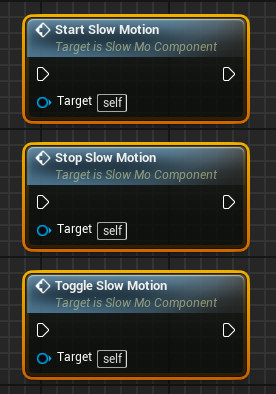 Start Slow Motion
Target is Slow Mo Component
Target self
Stop Slow Motion
Target is Slow Mo Component
Target self
Toggle Slow Motion
Target is Slow Mo Component
Target self